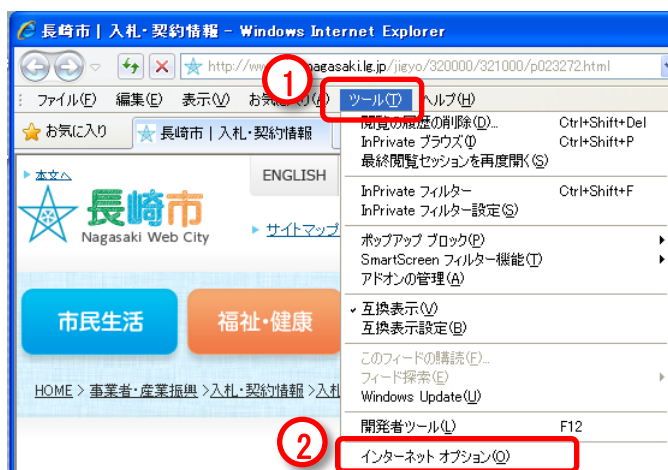 長崎市 | 入札・契約情報 - Windows Internet Explorer
http://www. nagasaki.lg.jp/jigyo/320000/321000/p023272.html
1
ファイル(F) 編集(E) 表示(V) お気に入り(A) ツール(T) ヘルプ(H)
お気に入り 長崎市 | 入札・契約情報
閲覧の履歴の削除(D)... Ctrl+Shift+Del
InPrivate ブラウズ(I) Ctrl+Shift+P
最終閲覧セッションを再度開く(S)
InPrivate フィルター Ctrl+Shift+F
InPrivate フィルター設定(S)
ポップアップ ブロック(P)
SmartScreen フィルター機能(T)
アドオンの管理(A)
互換表示(V)
互換表示設定(B)
このフィードの購読(F)...
フィード探索(E)
Windows Update(U)
開発者ツール(L) F12
2
インターネット オプション(O)
本文へ
ENGLISH
長崎市
Nagasaki Web City
サイトマップ
市民生活
福祉・健康
HOME > 事業者・産業振興 >入札・契約情報 >入札